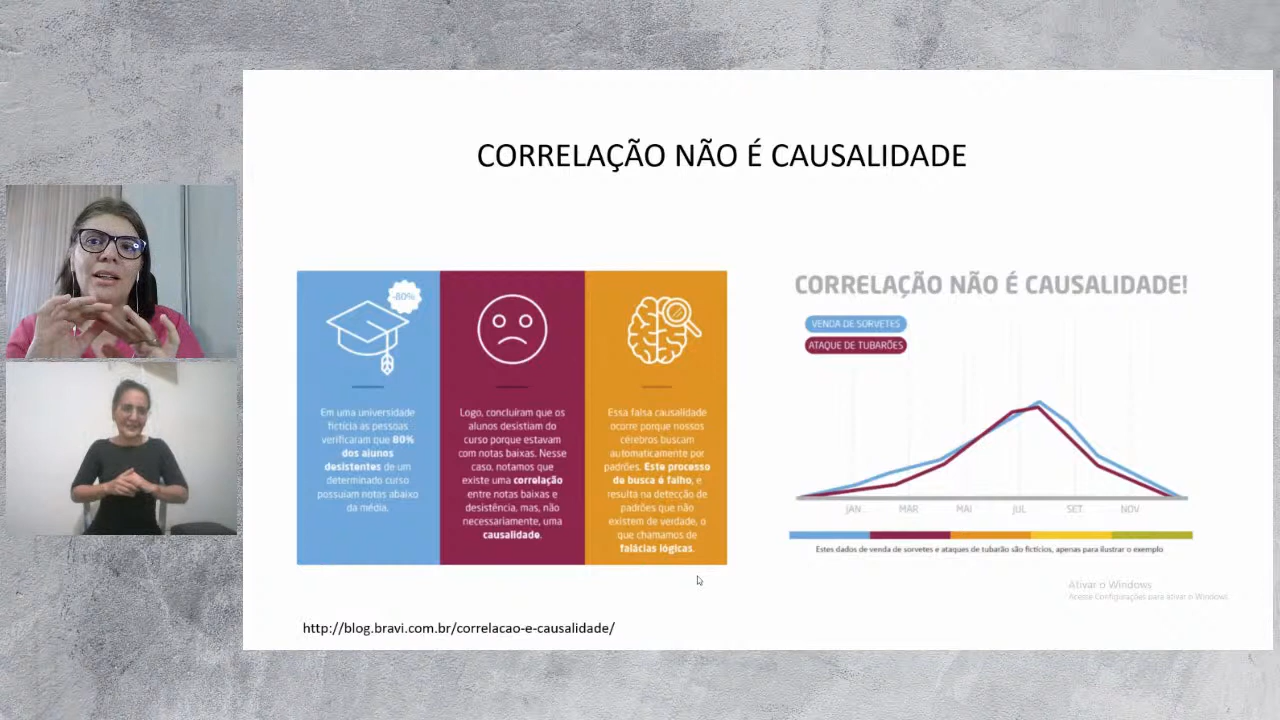 CORRELAÇÃO NÃO É CAUSALIDADE
-80%
Em uma universidade
fictícia as pessoas
verificaram que 80%
dos alunos
desistentes de um
determinado curso
possuíam notas abaixo
da média.
Logo, concluíram que os
alunos desistiam do
curso porque estavam
com notas baixas. Nesse
caso, notamos que
existe uma correlação
entre notas baixas e
desistência, mas, não
necessariamente, uma
causalidade.
Essa falsa causalidade
ocorre porque nossos
cérebros buscam
automaticamente por
padrões. Este processo
de busca é falho, e
resulta na detecção de
padrões que não
existem de verdade, o
que chamamos de
falácias lógicas.
CORRELAÇÃO NÃO É CAUSALIDADE!
VENDA DE SORVETES
ATAQUE DE TUBARÕES
JAN MAR MAI JUL SET NOV
Estes dados de venda de sorvetes e ataques de tubarão são fictícios, apenas para ilustrar o exemplo
Ativar o Windows
Acesse Configurações para ativar o Windows.
http://blog.bravi.com.br/correlacao-e-causalidade/